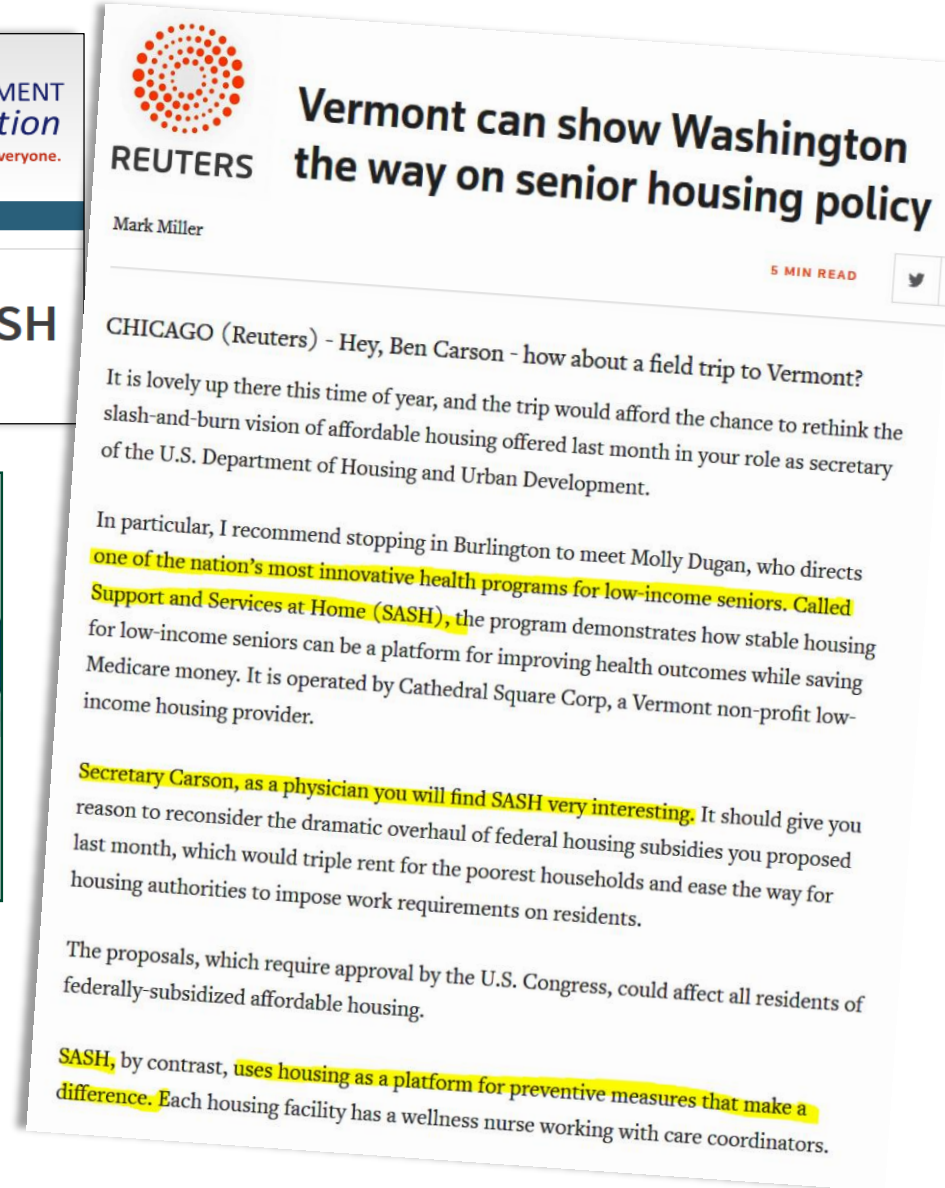 MENT
tion
veryone.
SH
REUTERS
Vermont can show Washington
the way on senior housing policy
Mark Miller
5 MIN READ
CHICAGO (Reuters) - Hey, Ben Carson - how about a field trip to Vermont?
It is lovely up there this time of year, and the trip would afford the chance to rethink the
slash-and-burn vision of affordable housing offered last month in your role as secretary
of the U.S. Department of Housing and Urban Development.
In particular, I recommend stopping in Burlington to meet Molly Dugan, who directs
one of the nation's most innovative health programs for low-income seniors. Called
Support and Services at Home (SASH), the program demonstrates how stable housing
for low-income seniors can be a platform for improving health outcomes while saving
Medicare money. It is operated by Cathedral Square Corp, a Vermont non-profit low-
income housing provider.
Secretary Carson, as a physician you will find SASH very interesting. It should give you
reason to reconsider the dramatic overhaul of federal housing subsidies you proposed
last month, which would triple rent for the poorest households and ease the way for
housing authorities to impose work requirements on residents.
The proposals, which require approval by the U.S. Congress, could affect all residents of
federally-subsidized affordable housing.
SASH, by contrast, uses housing as a platform for preventive measures that make a
difference. Each housing facility has a wellness nurse working with care coordinators.